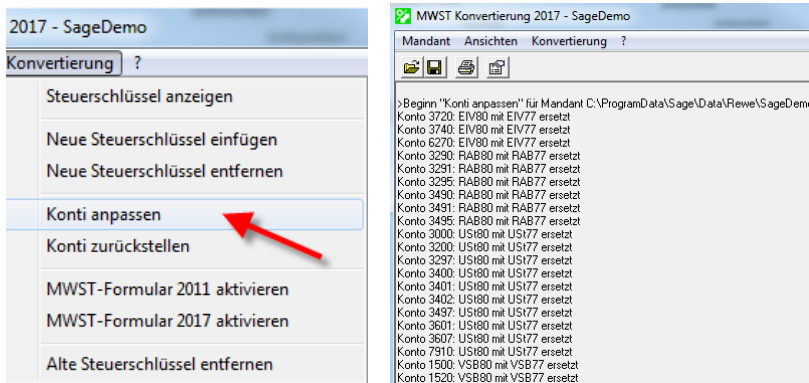 2017 - SageDemo
Konvertierung ?
Steuerschlüssel anzeigen
Neue Steuerschlüssel einfügen
Neue Steuerschlüssel entfernen
Konti anpassen
Konti zurückstellen
MWST-Formular 2011 aktivieren
MWST-Formular 2017 aktivieren
Alte Steuerschlüssel entfernen
MWST Konvertierung 2017 - SageDemo
Mandant Ansichten Konvertierung ?
>Beginn "Konti anpassen" für Mandant C:\ProgramData\Sage\Data\Rewe\SageDemo
Konto 3720: EIV80 mit EIV77 ersetzt
Konto 3740: EIV80 mit EIV77 ersetzt
Konto 6270: EIV80 mit EIV77 ersetzt
Konto 3290: RAB80 mit RAB77 ersetzt
Konto 3291: RAB80 mit RAB77 ersetzt
Konto 3295: RAB80 mit RAB77 ersetzt
Konto 3490: RAB80 mit RAB77 ersetzt
Konto 3491: RAB80 mit RAB77 ersetzt
Konto 3495: RAB80 mit RAB77 ersetzt
Konto 3000: USt80 mit USt77 ersetzt
Konto 3200: USt80 mit USt77 ersetzt
Konto 3297: USt80 mit USt77 ersetzt
Konto 3400: USt80 mit USt77 ersetzt
Konto 3401: USt80 mit USt77 ersetzt
Konto 3402: USt80 mit USt77 ersetzt
Konto 3497: USt80 mit USt77 ersetzt
Konto 3601: USt80 mit USt77 ersetzt
Konto 3607: USt80 mit USt77 ersetzt
Konto 7910: USt80 mit USt77 ersetzt
Konto 1500: VSB80 mit VSB77 ersetzt
Konto 1520: VSB80 mit VSB77 ersetzt